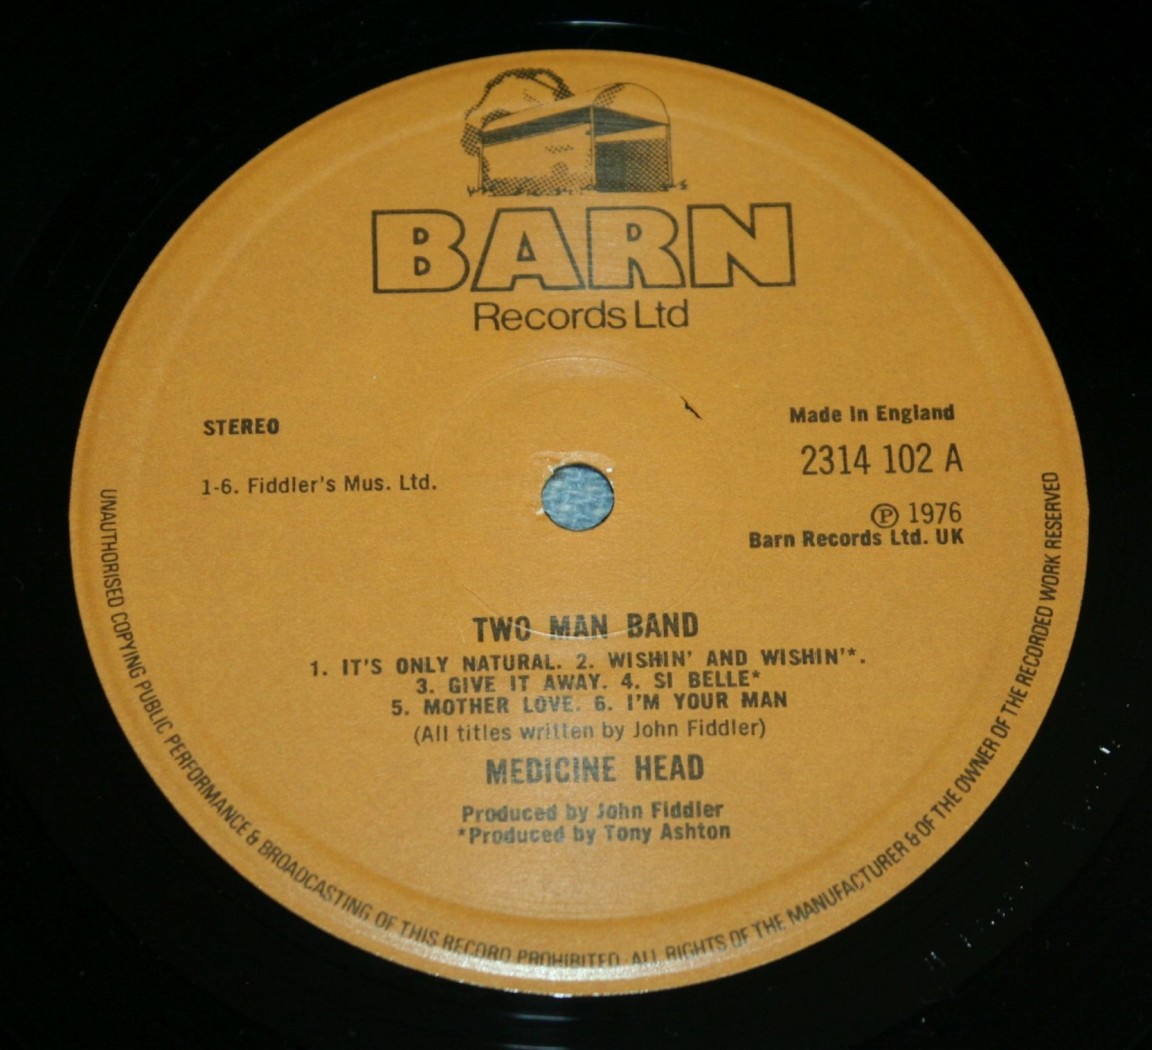 BARN
Records Ltd
STEREO
Made In England
2314 102 A
1-6. Fiddler's Mus. Ltd.
℗ 1976
Barn Records Ltd. UK
TWO MAN BAND
1. IT'S ONLY NATURAL. 2. WISHIN' AND WISHIN'*.
3. GIVE IT AWAY. 4. SI BELLE*
5. MOTHER LOVE. 6. I'M YOUR MAN
(All titles written by John Fiddler)
MEDICINE HEAD
Produced by John Fiddler
*Produced by Tony Ashton
UNAUTHORISED COPYING PUBLIC PERFORMANCE & BROADCASTING OF THIS RECORD PROHIBITED. ALL RIGHTS OF THE MANUFACTURER & OF THE OWNER OF THE RECORDED WORK RESERVED